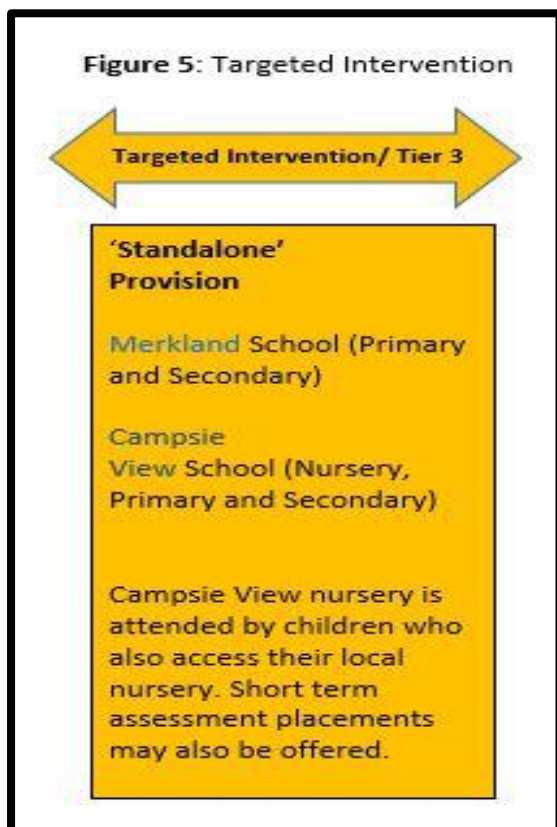 Figure 5: Targeted Intervention
Targeted Intervention/ Tier 3
‘Standalone’
Provision
Merkland School (Primary
and Secondary)
Campsie
View School (Nursery,
Primary and Secondary)
Campsie View nursery is
attended by children who
also access their local
nursery. Short term
assessment placements
may also be offered.